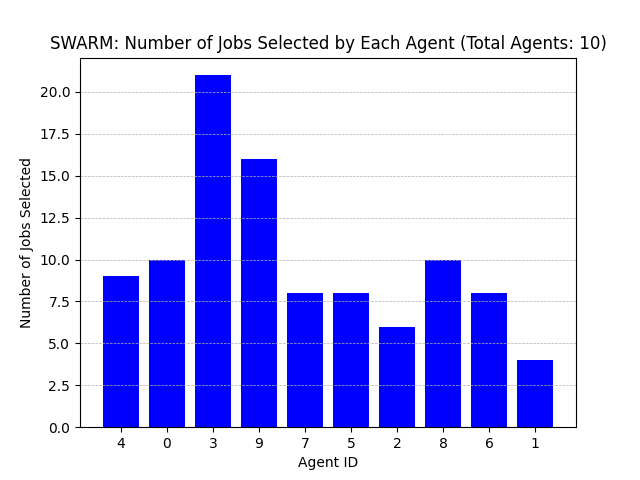 SWARM: Number of Jobs Selected by Each Agent (Total Agents: 10)
Number of Jobs Selected
20.0
17.5
15.0
12.5
10.0
7.5
5.0
2.5
0.0
4 0 3 9 7 5 2 8 6 1
Agent ID